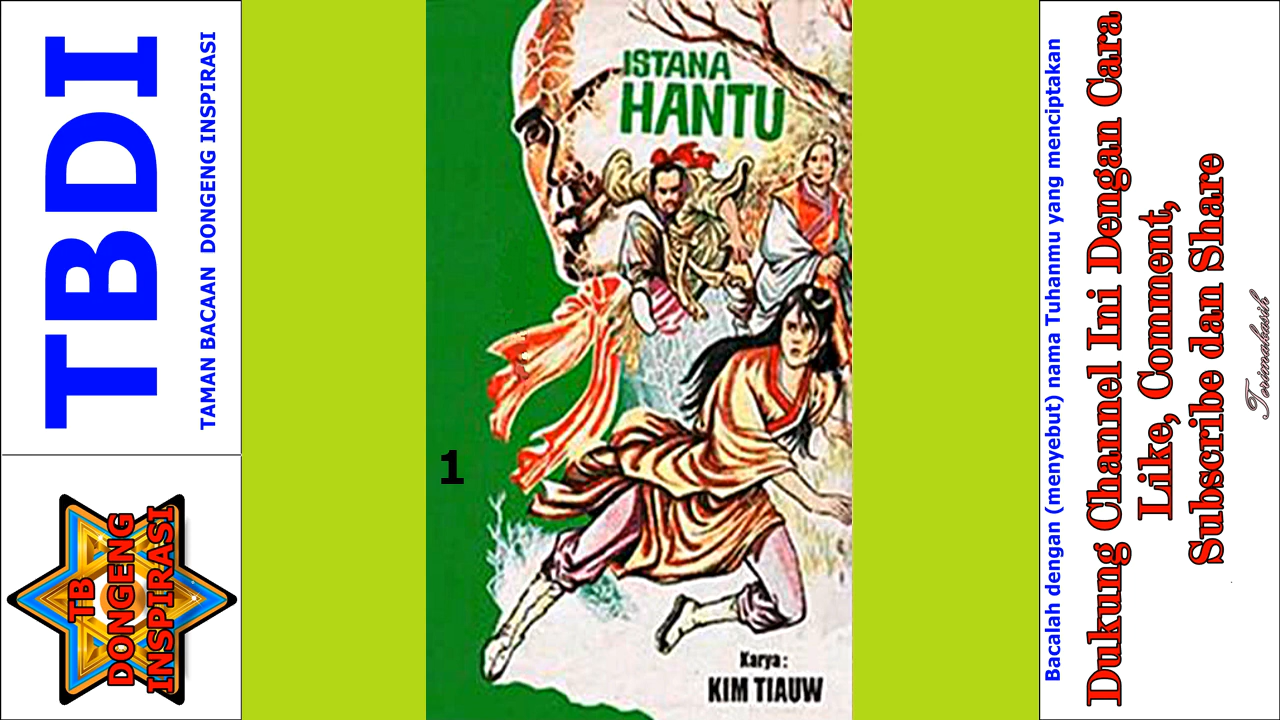 TBDI
TAMAN BACAAN DONGENG INSPIRASI
TB
DONGENG
INSPIRASI
ISTANA
HANTU
1
Karya :
KIM TIAUW
Bacalah dengan (menyebut) nama Tuhanmu yang menciptakan
Dukung Channel Ini Dengan Cara
Like, Comment,
Subscribe dan Share
Terimakasih